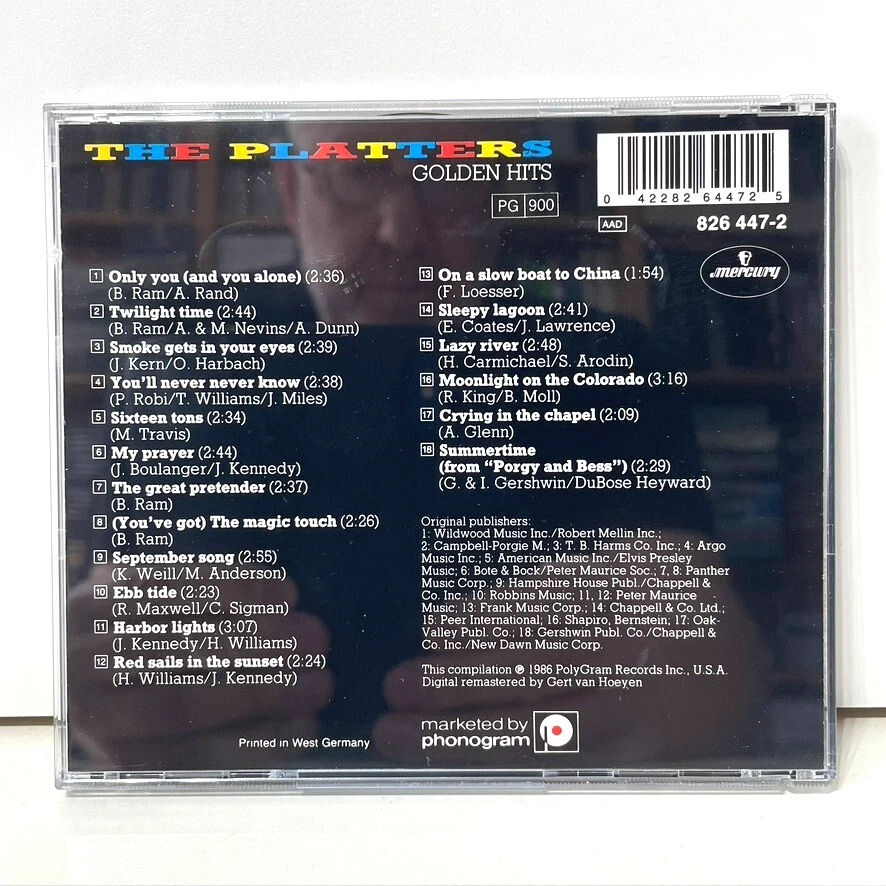 THE PLATTERS
GOLDEN HITS
PG 900
0 42282 64472 5
AAD
826 447-2
mercury
1 Only you (and you alone) (2:36)
(B. Ram/A. Rand)
2 Twilight time (2:44)
(B. Ram/A. & M. Nevins/A. Dunn)
3 Smoke gets in your eyes (2:39)
(J. Kern/O. Harbach)
4 You'll never never know (2:38)
(P. Robi/T. Williams/J. Miles)
5 Sixteen tons (2:34)
(M. Travis)
6 My prayer (2:44)
(J. Boulanger/J. Kennedy)
7 The great pretender (2:37)
(B. Ram)
8 (You've got) The magic touch (2:26)
(B. Ram)
9 September song (2:55)
(K. Weill/M. Anderson)
10 Ebb tide (2:23)
(R. Maxwell/C. Sigman)
11 Harbor lights (3:07)
(J. Kennedy/H. Williams)
12 Red sails in the sunset (2:24)
(H. Williams/J. Kennedy)
13 On a slow boat to China (1:54)
(F. Loesser)
14 Sleepy lagoon (2:41)
(E. Coates/J. Lawrence)
15 Lazy river (2:48)
(H. Carmichael/S. Arodin)
16 Moonlight on the Colorado (3:16)
(R. King/B. Moll)
17 Crying in the chapel (2:09)
(A. Glenn)
18 Summertime
(from "Porgy and Bess") (2:29)
(G. & I. Gershwin/DuBose Heyward)
Original publishers:
1: Wildwood Music Inc./Robert Mellin Inc.;
2: Campbell-Porgie M.; 3: T. B. Harms Co. Inc.; 4: Argo
Music Inc.; 5: American Music Inc./Elvis Presley
Music; 6: Bote & Bock/Peter Maurice Soc.; 7, 8: Panther
Music Corp.; 9: Hampshire House Publ./Chappell &
Co. Inc.; 10: Robbins Music; 11, 12: Peter Maurice
Music; 13: Frank Music Corp.; 14: Chappell & Co. Ltd.;
15: Peer International; 16: Shapiro, Bernstein; 17: Oak-
Valley Publ. Co.; 18: Gershwin Publ. Co./Chappell &
Co. Inc./New Dawn Music Corp.
This compilation ℗ 1986 PolyGram Records Inc., U.S.A.
Digital remastered by Gert van Hoeyen
marketed by
phonogram
Printed in West Germany